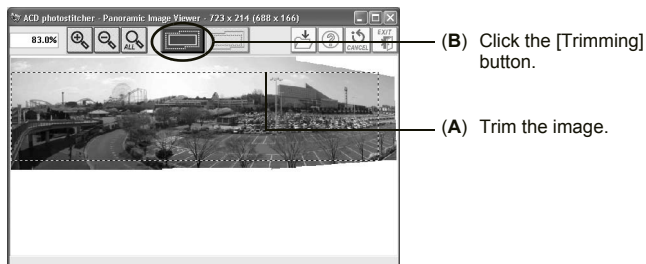 ACD photostitcher - Panoramic Image Viewer - 723 x 214 (688 x 166)
83.0%
ALL
CANCEL
EXIT
(B) Click the [Trimming]
button.
(A) Trim the image.